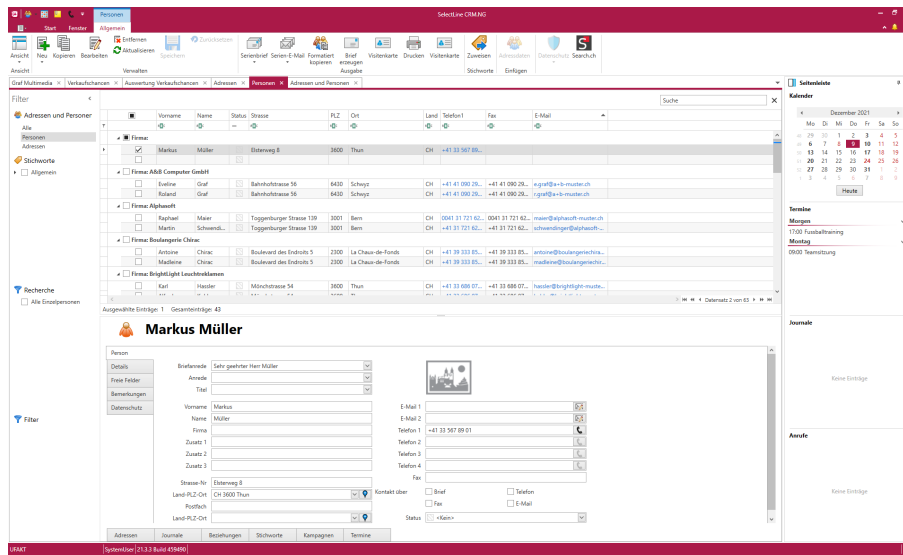 Personen
SelectLine CRM.NG
Start Fenster Allgemein
Ansicht
Neu Kopieren Bearbeiten
Entfernen
Aktualisieren
Speichern
Zurücksetzen
Serienbrief Serien-E-Mail Formatiert kopieren Brief erzeugen Visitenkarte Drucken Visitenkarte Zuweisen Adressdaten Datenschutz Search.ch
Ansicht Verwalten Ausgabe Stichworte Einfügen
Graf Multimedia × Verkaufschancen × Auswertung Verkaufschancen × Adressen × Personen × Adressen und Personen ×
Filter
Adressen und Personen
Alle
Personen
Adressen
Stichworte
Allgemein
Recherche
Alle Einzelpersonen
Filter
Suche
Vorname Name Status Strasse PLZ Ort Land Telefon1 Fax E-Mail
Firma:
Markus Müller Elsterweg 8 3600 Thun CH +41 33 567 89...
Firma: A&B Computer GmbH
Eveline Graf Bahnhofstrasse 56 6430 Schwyz CH +41 41 090 29... +41 41 090 29... e.graf@a+b-muster.ch
Roland Graf Bahnhofstrasse 56 6430 Schwyz CH +41 41 090 29... +41 41 090 29... r.graf@a+b-muster.ch
Firma: Alphasoft
Raphael Maier Toggenburger Strasse 139 3001 Bern CH 0041 31 721 62... 0041 31 721 62... maier@alphasoft-muster.ch
Martin Schwendi... Toggenburger Strasse 139 3001 Bern CH +41 31 721 62... +41 31 721 62... schwendinger@alphasoft-...
Firma: Boulangerie Chirac
Antoine Chirac Boulevard des Endroits 5 2300 La Chaux-de-Fonds CH +41 39 333 85... +41 39 333 85... antoine@boulangeriechira...
Madleine Chirac Boulevard des Endroits 5 2300 La Chaux-de-Fonds CH +41 39 333 85... +41 39 333 85... madleine@boulangeriechir...
Firma: BrightLight Leuchtreklamen
Karl Hassler Mönchstrasse 54 3600 Thun CH +41 33 686 07... +41 33 686 07... hassler@brightlight-muste...
Datensatz 2 von 63
Ausgewählte Einträge: 1 Gesamteinträge: 43
Markus Müller
Person
Details
Freie Felder
Bemerkungen
Datenschutz
Briefanrede Sehr geehrter Herr Müller
Anrede
Titel
Vorname Markus
Name Müller
Firma
Zusatz 1
Zusatz 2
Zusatz 3
Strasse-Nr Elsterweg 8
Land-PLZ-Ort CH 3600 Thun
Postfach
Land-PLZ-Ort
E-Mail 1
E-Mail 2
Telefon 1 +41 33 567 89 01
Telefon 2
Telefon 3
Telefon 4
Fax
Kontakt über Brief Telefon
Fax E-Mail
Status <Kein>
Adressen Journale Beziehungen Stichworte Kampagnen Termine
Seitenleiste
Kalender
Dezember 2021
Mo Di Mi Do Fr Sa So
48 29 30 1 2 3 4 5
49 6 7 8 9 10 11 12
50 13 14 15 16 17 18 19
51 20 21 22 23 24 25 26
52 27 28 29 30 31 1 2
1 3 4 5 6 7 8 9
Heute
Termine
Morgen
17:00 Fussballtraining
Montag
09:00 Teamsitzung
Journale
Keine Einträge
Anrufe
Keine Einträge
UFAKT SystemUser 21.3.3 Build 459490